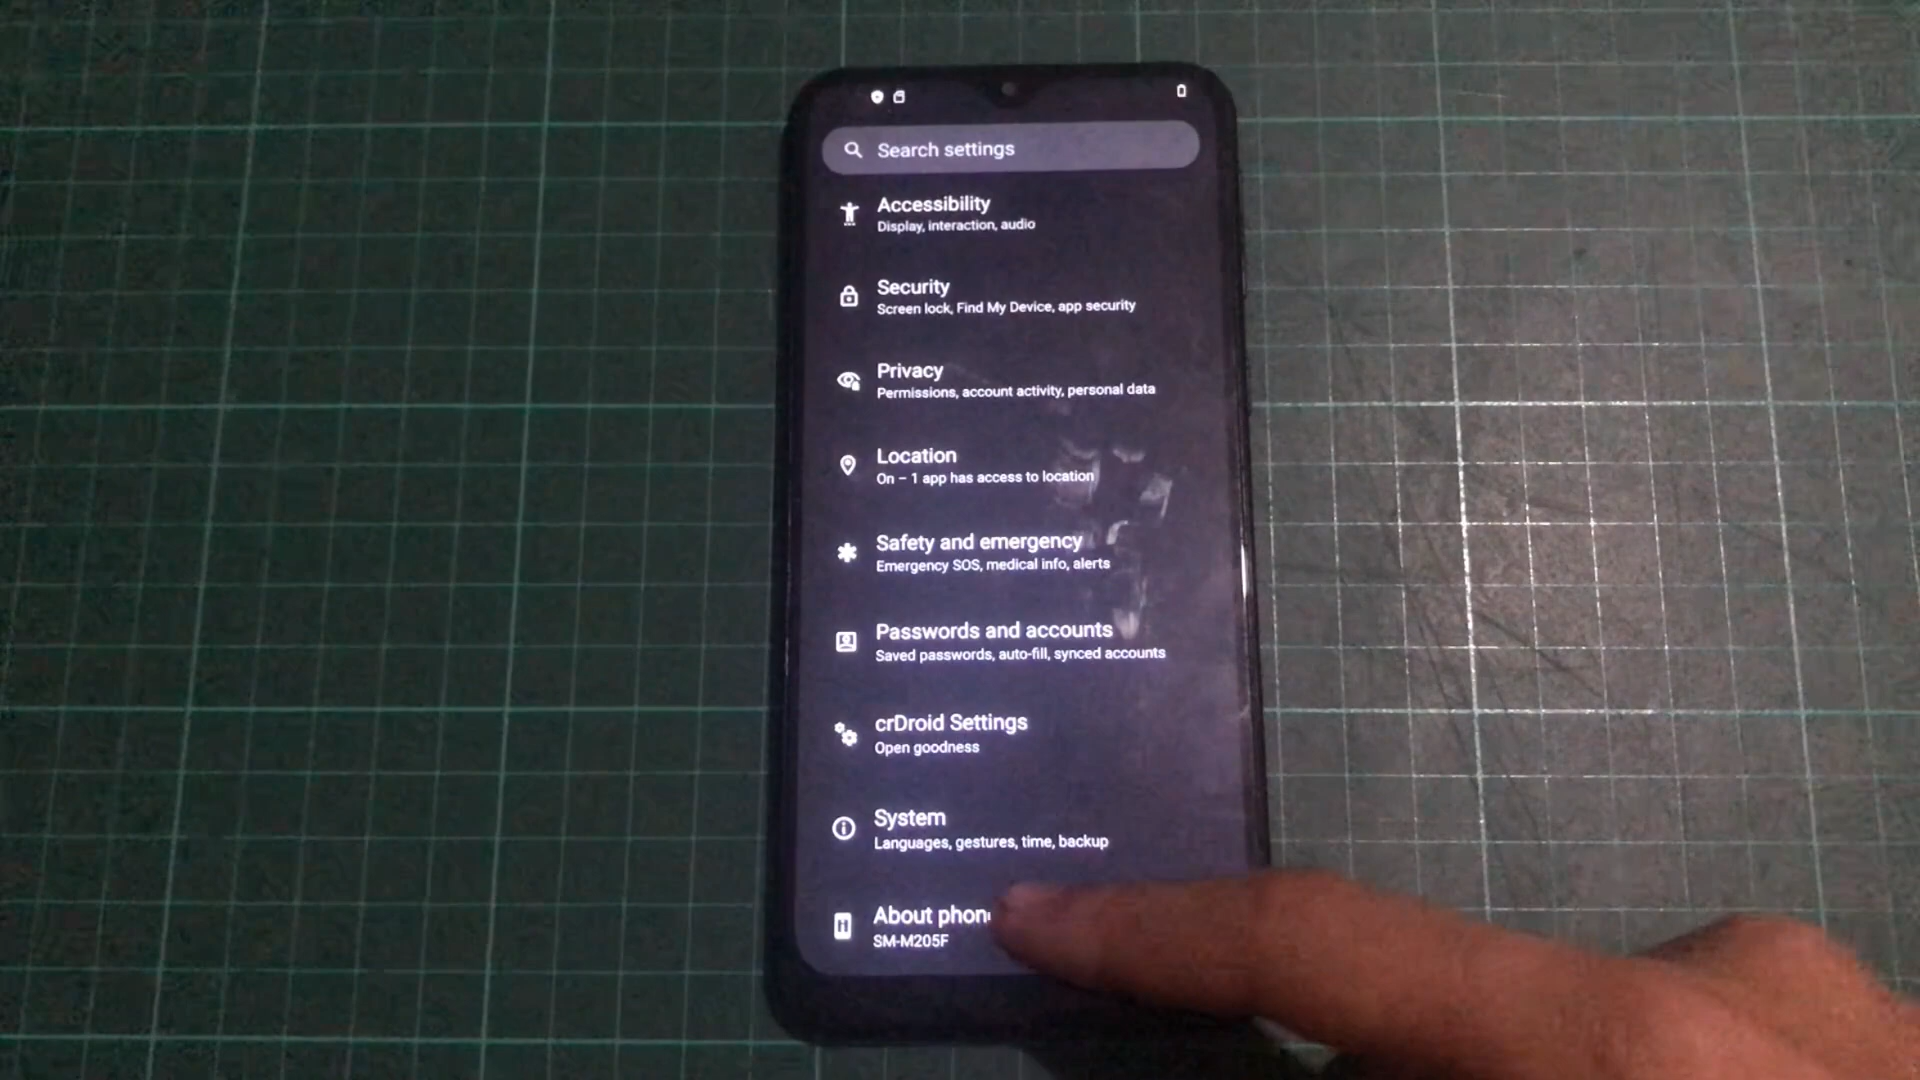 Search settings
Accessibility
Display, interaction, audio
Security
Screen lock, Find My Device, app security
Privacy
Permissions, account activity, personal data
Location
On – 1 app has access to location
Safety and emergency
Emergency SOS, medical info, alerts
Passwords and accounts
Saved passwords, auto-fill, synced accounts
crDroid Settings
Open goodness
System
Languages, gestures, time, backup
About phone
SM-M205F